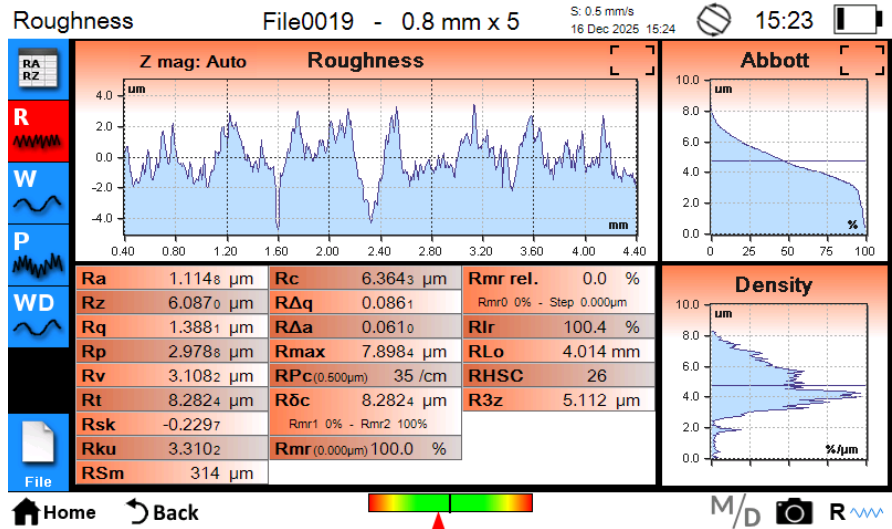 Roughness File0019 - 0.8 mm x 5 S: 0.5 mm/s 16 Dec 2025 15:24 15:23
RA
RZ
R
W
P
WD
File
Z mag: Auto Roughness
um
4.0
2.0
0.0
-2.0
-4.0
mm
0.40 0.80 1.20 1.60 2.00 2.40 2.80 3.20 3.60 4.00 4.40
Abbott
10.0
um
8.0
6.0
4.0
2.0
0.0
%
0 25 50 75 100
Ra 1.1148 µm
Rz 6.0870 µm
Rq 1.3881 µm
Rp 2.9788 µm
Rv 3.1082 µm
Rt 8.2824 µm
Rsk -0.2297
Rku 3.3102
RSm 314 µm
Rc 6.3643 µm
RΔq 0.0861
RΔa 0.0610
Rmax 7.8984 µm
RPc(0.500µm) 35 /cm
Rδc 8.2824 µm
Rmr1 0% - Rmr2 100%
Rmr(0.000µm) 100.0 %
Rmr rel. 0.0 %
Rmr0 0% - Step 0.000µm
Rlr 100.4 %
RLo 4.014 mm
RHSC 26
R3z 5.112 µm
Density
10.0
um
8.0
6.0
4.0
2.0
0.0
%/µm
Home Back M/D R